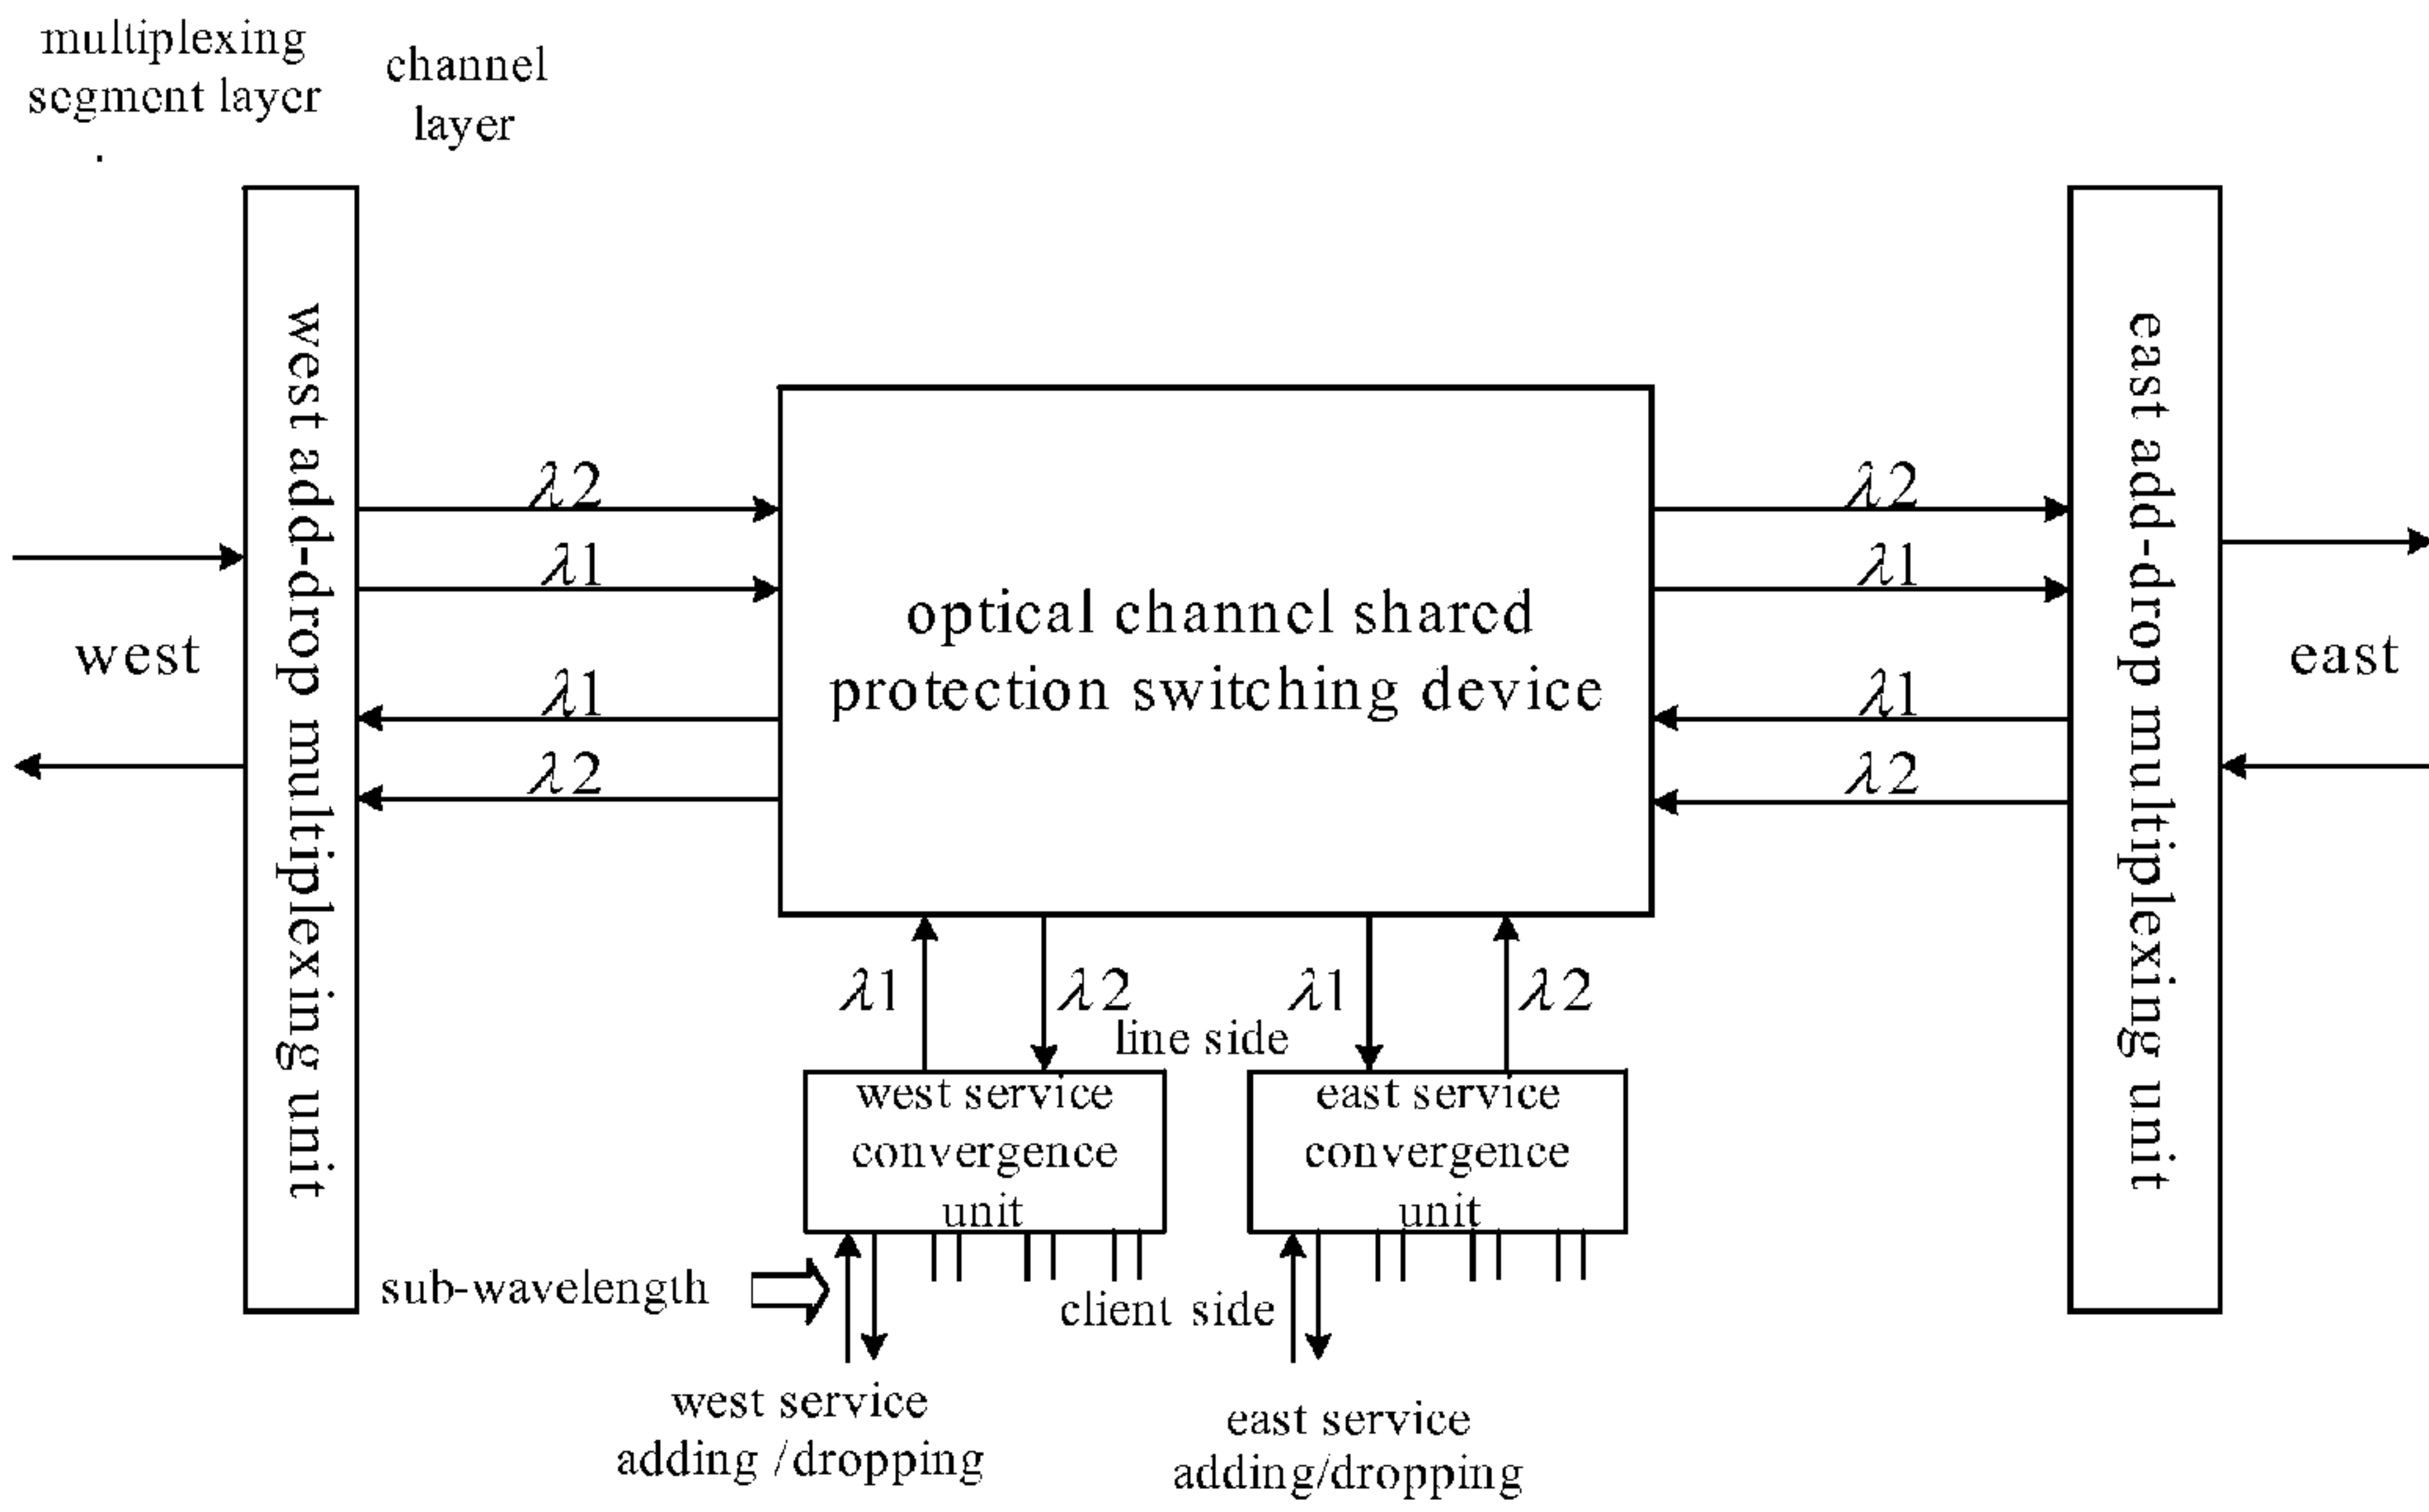 multiplexing
segment layer
channel
layer
west add-drop multiplexing unit
east add-drop multiplexing unit
λ2
λ2
λ1
λ1
optical channel shared
protection switching device
west
east
λ1
λ1
λ2
λ2
λ1
λ2
λ1
λ2
line side
west service
convergence
unit
east service
convergence
unit
sub-wavelength
client side
west service
adding /dropping
east service
adding/dropping